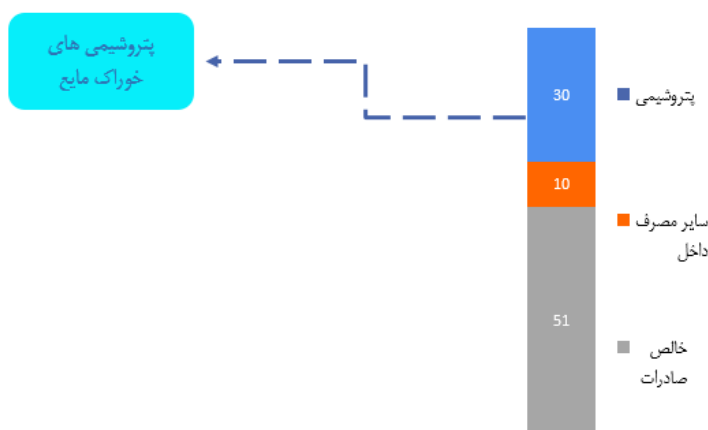 پتروشیمی های
خوراک مایع
30
پتروشیمی
10
سایر مصرف
داخل
51
خالص
صادرات